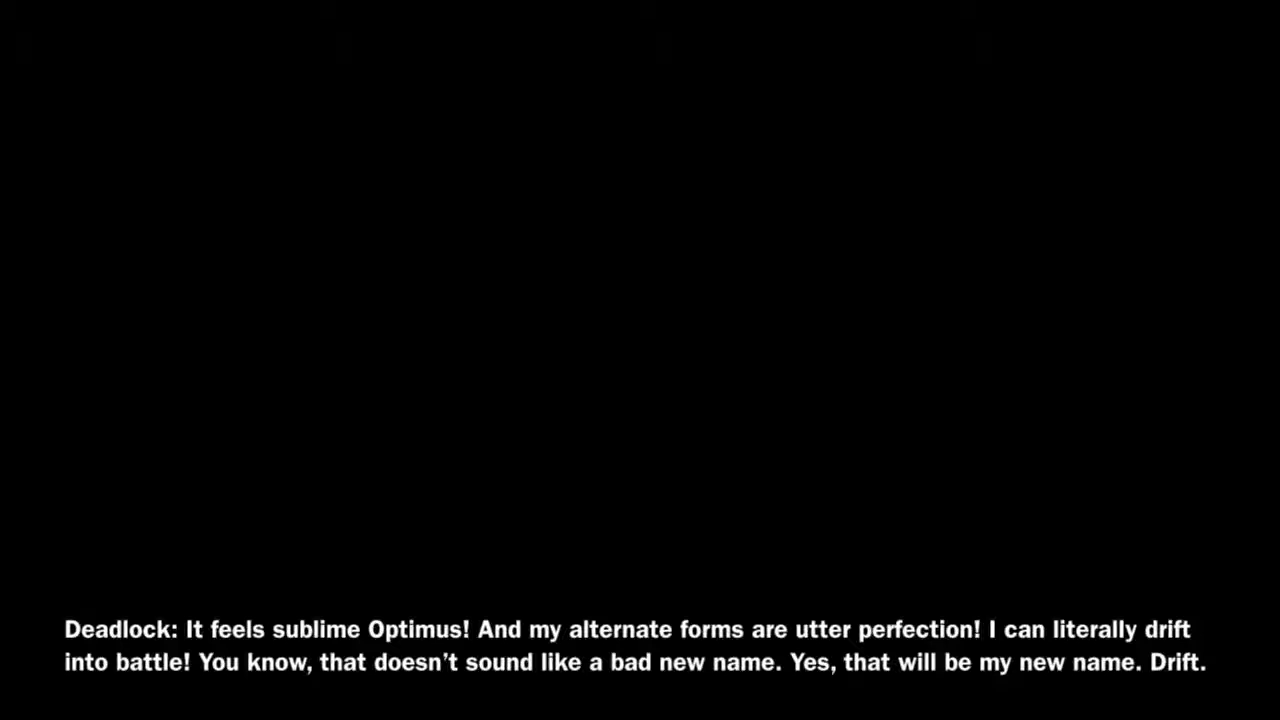 Deadlock: It feels sublime Optimus! And my alternate forms are utter perfection! I can literally drift
into battle! You know, that doesn’t sound like a bad new name. Yes, that will be my new name. Drift.